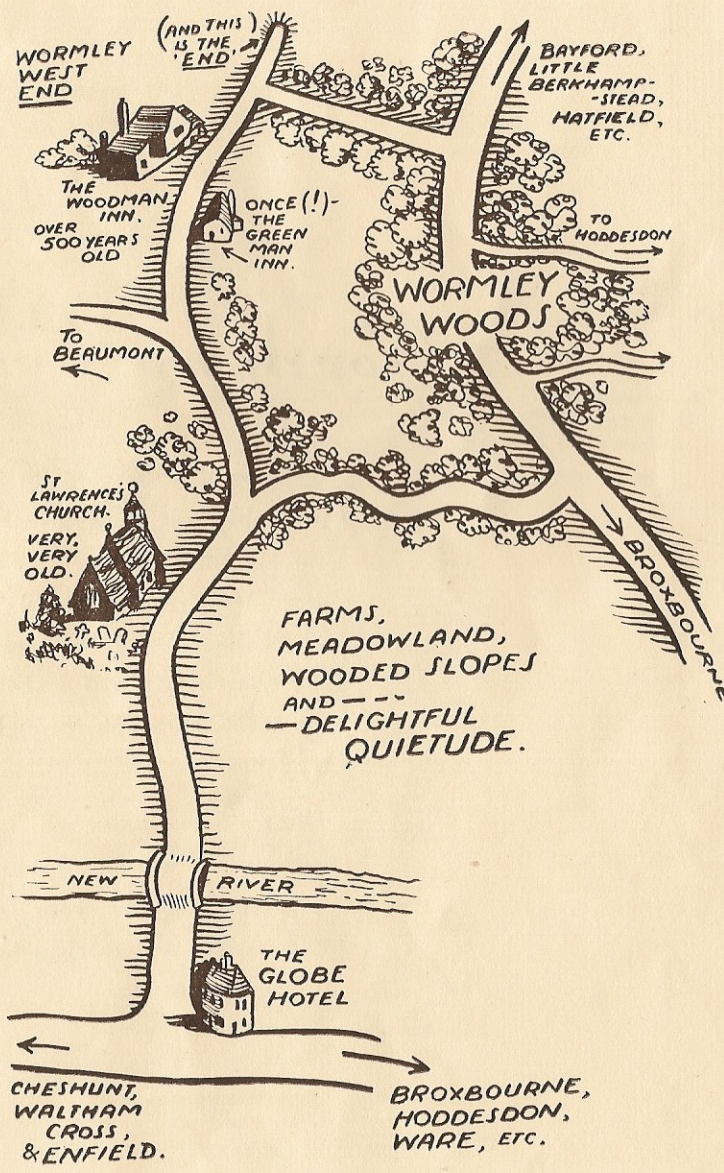 WORMLEY
WEST
END
(AND THIS)
IS THE
'END'
BAYFORD,
LITTLE
BERKHAMP-
-STEAD,
HATFIELD,
ETC.
THE
WOODMAN
INN.
OVER
500 YEARS
OLD
ONCE (!)-
THE
GREEN
MAN
INN.
TO
HODDESDON
WORMLEY
WOODS
TO
BEAUMONT
ST
LAWRENCE'S
CHURCH.
VERY,
VERY
OLD.
BROXBOURNE
FARMS,
MEADOWLAND,
WOODED SLOPES
AND — - -
— DELIGHTFUL
QUIETUDE.
NEW RIVER
THE
GLOBE
HOTEL
CHESHUNT,
WALTHAM
CROSS,
& ENFIELD.
BROXBOURNE,
HODDESDON,
WARE, ETC.